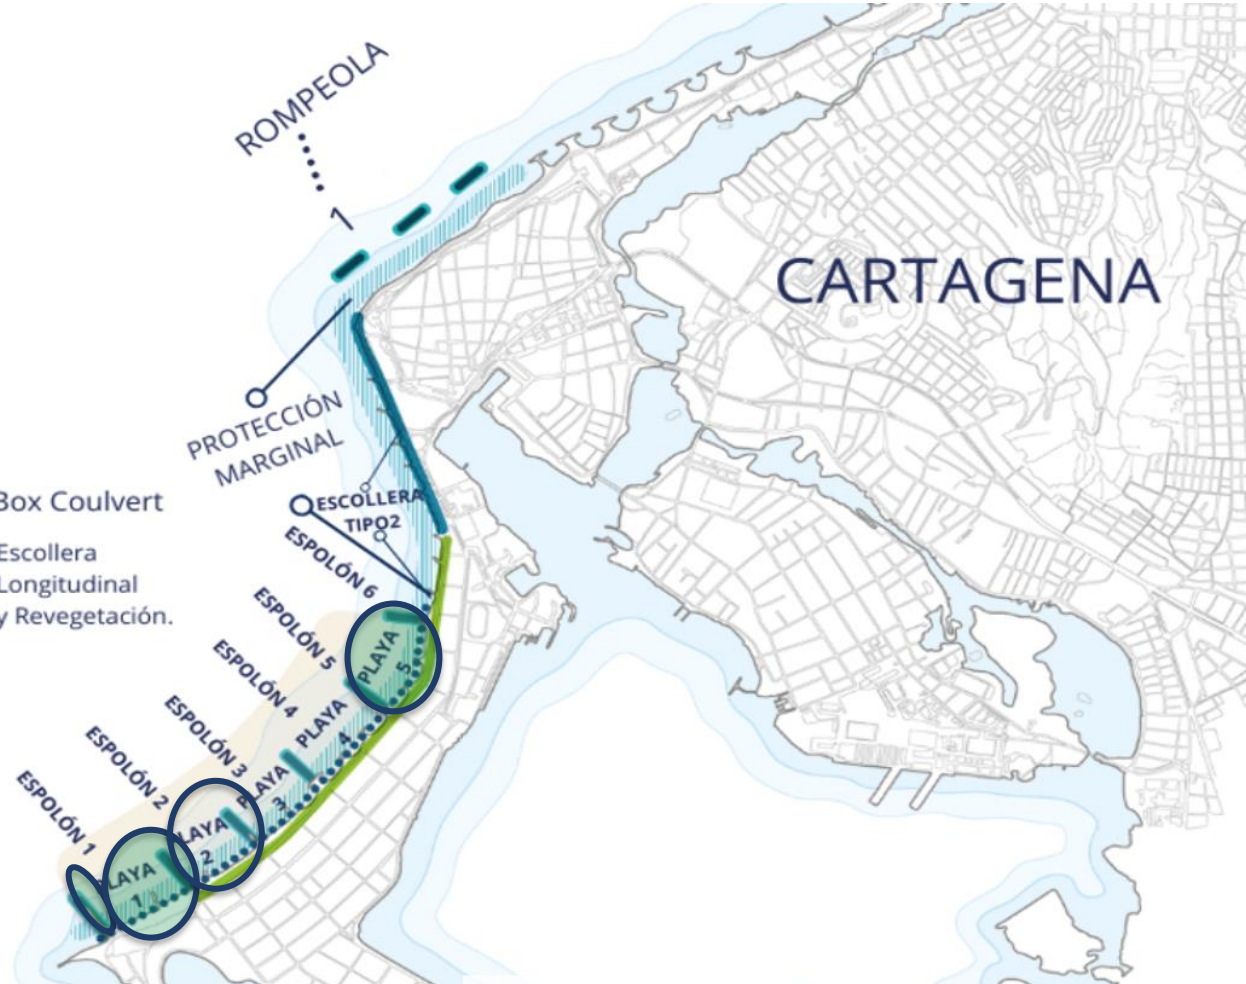 ROMPEOLA
1
CARTAGENA
PROTECCIÓN
MARGINAL
Box Coulvert
ESCOLLERA
TIPO2
Escollera
Longitudinal
y Revegetación.
ESPOLÓN 6
ESPOLÓN 5
ESPOLÓN 4
ESPOLÓN 3
ESPOLÓN 2
ESPOLÓN 1
PLAYA
5
PLAYA
4
PLAYA
3
LAYA
2
LAYA
1